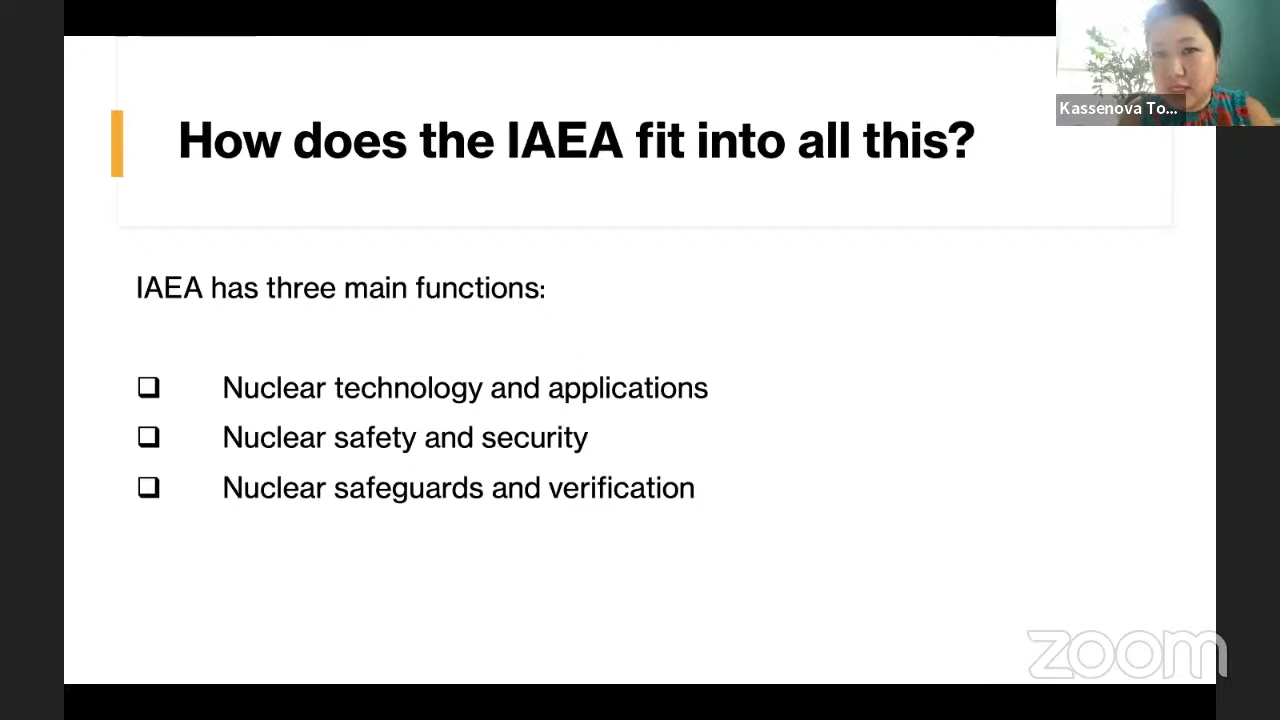 Kassenova To...
How does the IAEA fit into all this?
IAEA has three main functions:
❑ Nuclear technology and applications
❑ Nuclear safety and security
❑ Nuclear safeguards and verification
zoom